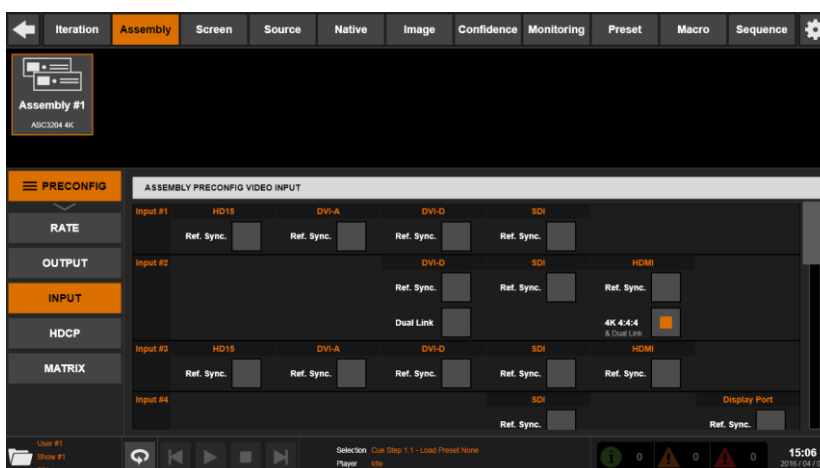 Iteration Assembly Screen Source Native Image Confidence Monitoring Preset Macro Sequence
Assembly #1
ASC3204 4K
PRECONFIG
ASSEMBLY PRECONFIG VIDEO INPUT
RATE
OUTPUT
INPUT
HDCP
MATRIX
Input #1 HD15 DVI-A DVI-D SDI
Ref. Sync. Ref. Sync. Ref. Sync. Ref. Sync.
Input #2 DVI-D SDI HDMI
Ref. Sync. Ref. Sync. Ref. Sync.
Dual Link 4K 4:4:4
& Dual Link
Input #3 HD15 DVI-A DVI-D SDI HDMI
Ref. Sync. Ref. Sync. Ref. Sync. Ref. Sync. Ref. Sync.
Input #4 SDI Display Port
Ref. Sync. Ref. Sync.
User #1
Show #1
Selection Cue Step 1.1 - Load Preset None
Player Idle
0 0 0
15:06
2016 / 04 /